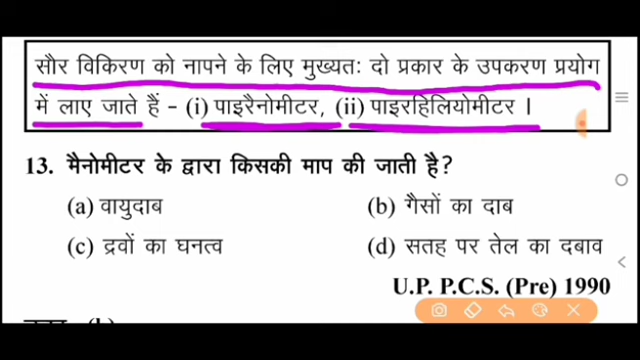 सौर विकिरण को नापने के लिए मुख्यतः दो प्रकार के उपकरण प्रयोग
में लाए जाते हैं - (i) पाइरैनोमीटर, (ii) पाइरहिलियोमीटर ।
13. मैनोमीटर के द्वारा किसकी माप की जाती है?
(a) वायुदाब (b) गैसों का दाब
(c) द्रवों का घनत्व (d) सतह पर तेल का दबाव
U.P. P.C.S. (Pre) 1990